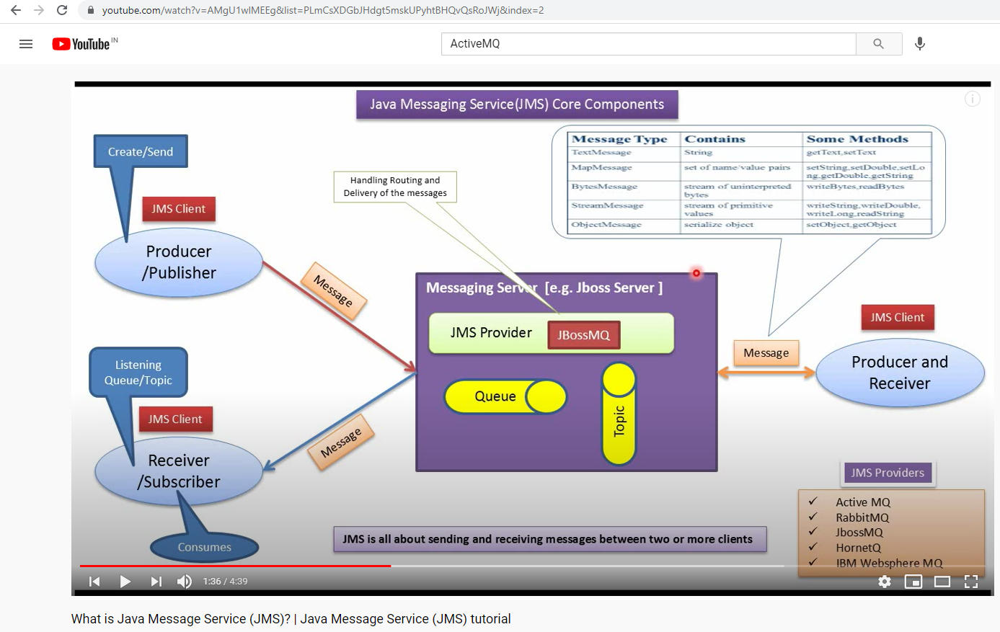 youtube.com/watch?v=AMgU1wIMEEg&list=PLmCsXDGbJHdgt5mskUPyhtBHQvQsRoJWj&index=2
YouTube IN
ActiveMQ
Java Messaging Service(JMS) Core Components
Create/Send
JMS Client
Producer
/Publisher
Message
Handling Routing and
Delivery of the messages
Message Type Contains Some Methods
TextMessage String getText,setText
MapMessage set of name/value pairs setString,setDouble,setLo
ng,getDouble,getString
BytesMessage stream of uninterpreted writeBytes,readBytes
bytes
StreamMessage stream of primitive writeString,writeDouble,
values writeLong,readString
ObjectMessage serialize object setObject,getObject
Messaging Server [e.g. Jboss Server ]
JMS Provider JBossMQ
Queue
Topic
Message
JMS Client
Producer and
Receiver
Listening
Queue/Topic
JMS Client
Receiver
/Subscriber
Message
Consumes
JMS is all about sending and receiving messages between two or more clients
JMS Providers
Active MQ
RabbitMQ
JbossMQ
HornetQ
IBM Websphere MQ
1:36 / 4:39
What is Java Message Service (JMS)? | Java Message Service (JMS) tutorial